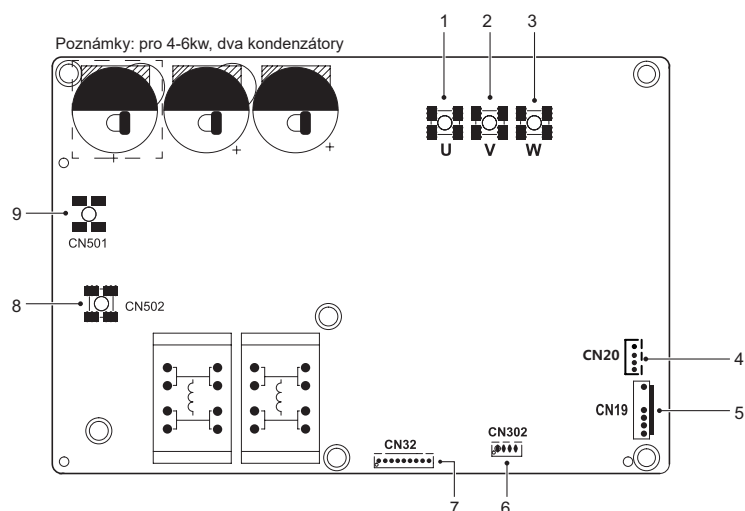 1 2 3
Poznámky: pro 4-6kw, dva kondenzátory
+ + +
U V W
9
CN501
8 CN502
CN20 4
CN19 5
CN32 CN302
7 6